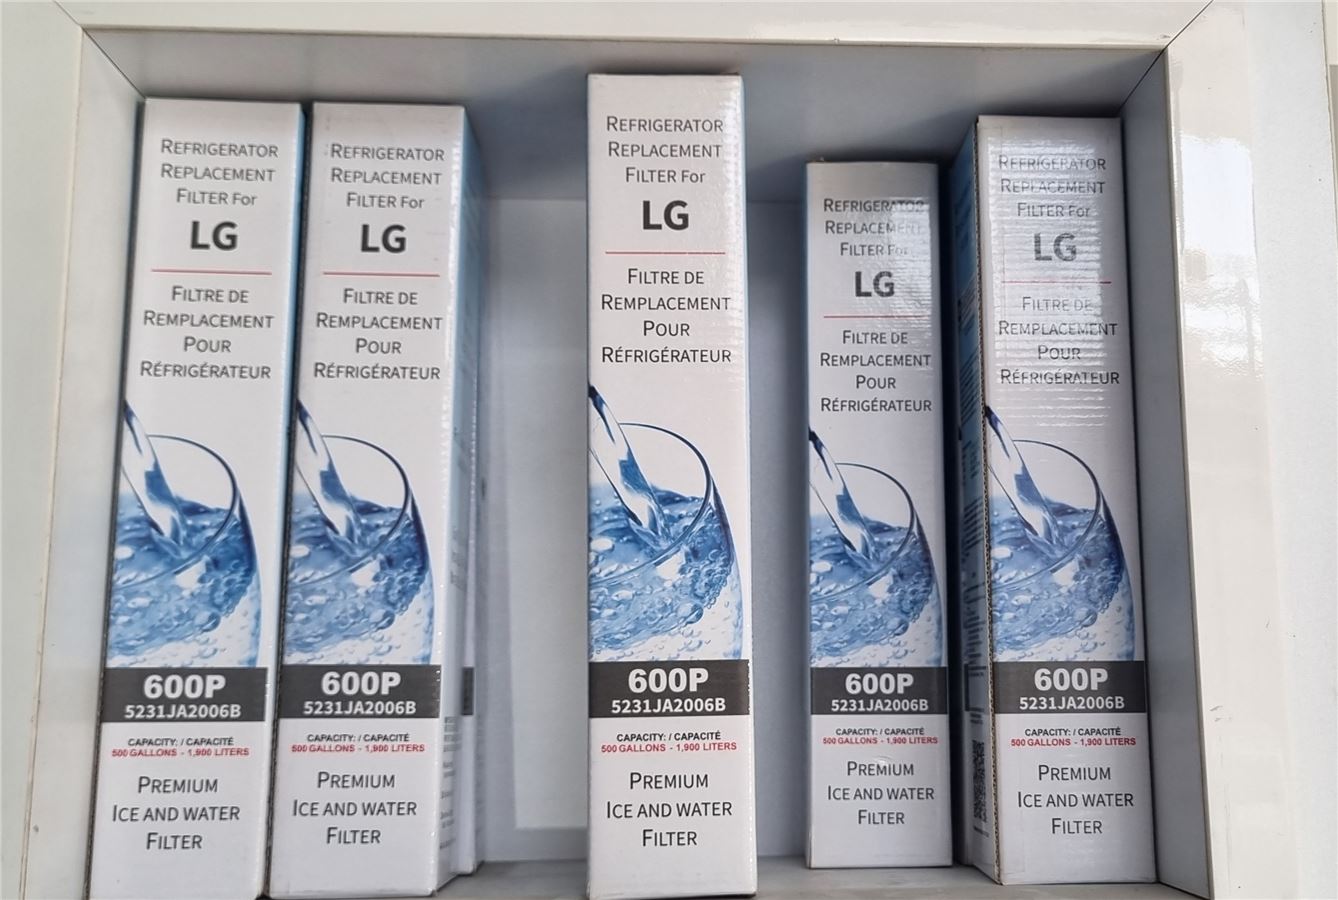 REFRIGERATOR
REPLACEMENT
FILTER For
LG
FILTRE DE
REMPLACEMENT
POUR
RÉFRIGÉRATEUR
600P
5231JA2006B
CAPACITY: / CAPACITÉ
500 GALLONS - 1,900 LITERS
PREMIUM
ICE AND WATER
FILTER
REFRIGERATOR
REPLACEMENT
FILTER For
LG
FILTRE DE
REMPLACEMENT
POUR
RÉFRIGÉRATEUR
600P
5231JA2006B
CAPACITY: / CAPACITÉ
500 GALLONS - 1,900 LITERS
PREMIUM
ICE AND WATER
FILTER
REFRIGERATOR
REPLACEMENT
FILTER For
LG
FILTRE DE
REMPLACEMENT
POUR
RÉFRIGÉRATEUR
600P
5231JA2006B
CAPACITY: / CAPACITÉ
500 GALLONS - 1,900 LITERS
PREMIUM
ICE AND WATER
FILTER
REFRIGERATOR
REPLACEMENT
FILTER For
LG
FILTRE DE
REMPLACEMENT
POUR
RÉFRIGÉRATEUR
600P
5231JA2006B
CAPACITY: / CAPACITÉ
500 GALLONS - 1,900 LITERS
PREMIUM
ICE AND WATER
FILTER
REFRIGERATOR
REPLACEMENT
FILTER For
LG
FILTRE DE
REMPLACEMENT
POUR
RÉFRIGÉRATEUR
600P
5231JA2006B
CAPACITY: / CAPACITÉ
500 GALLONS - 1,900 LITERS
PREMIUM
ICE AND WATER
FILTER